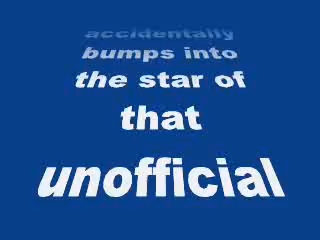 accidentally
bumps into
the star of
that
unofficial